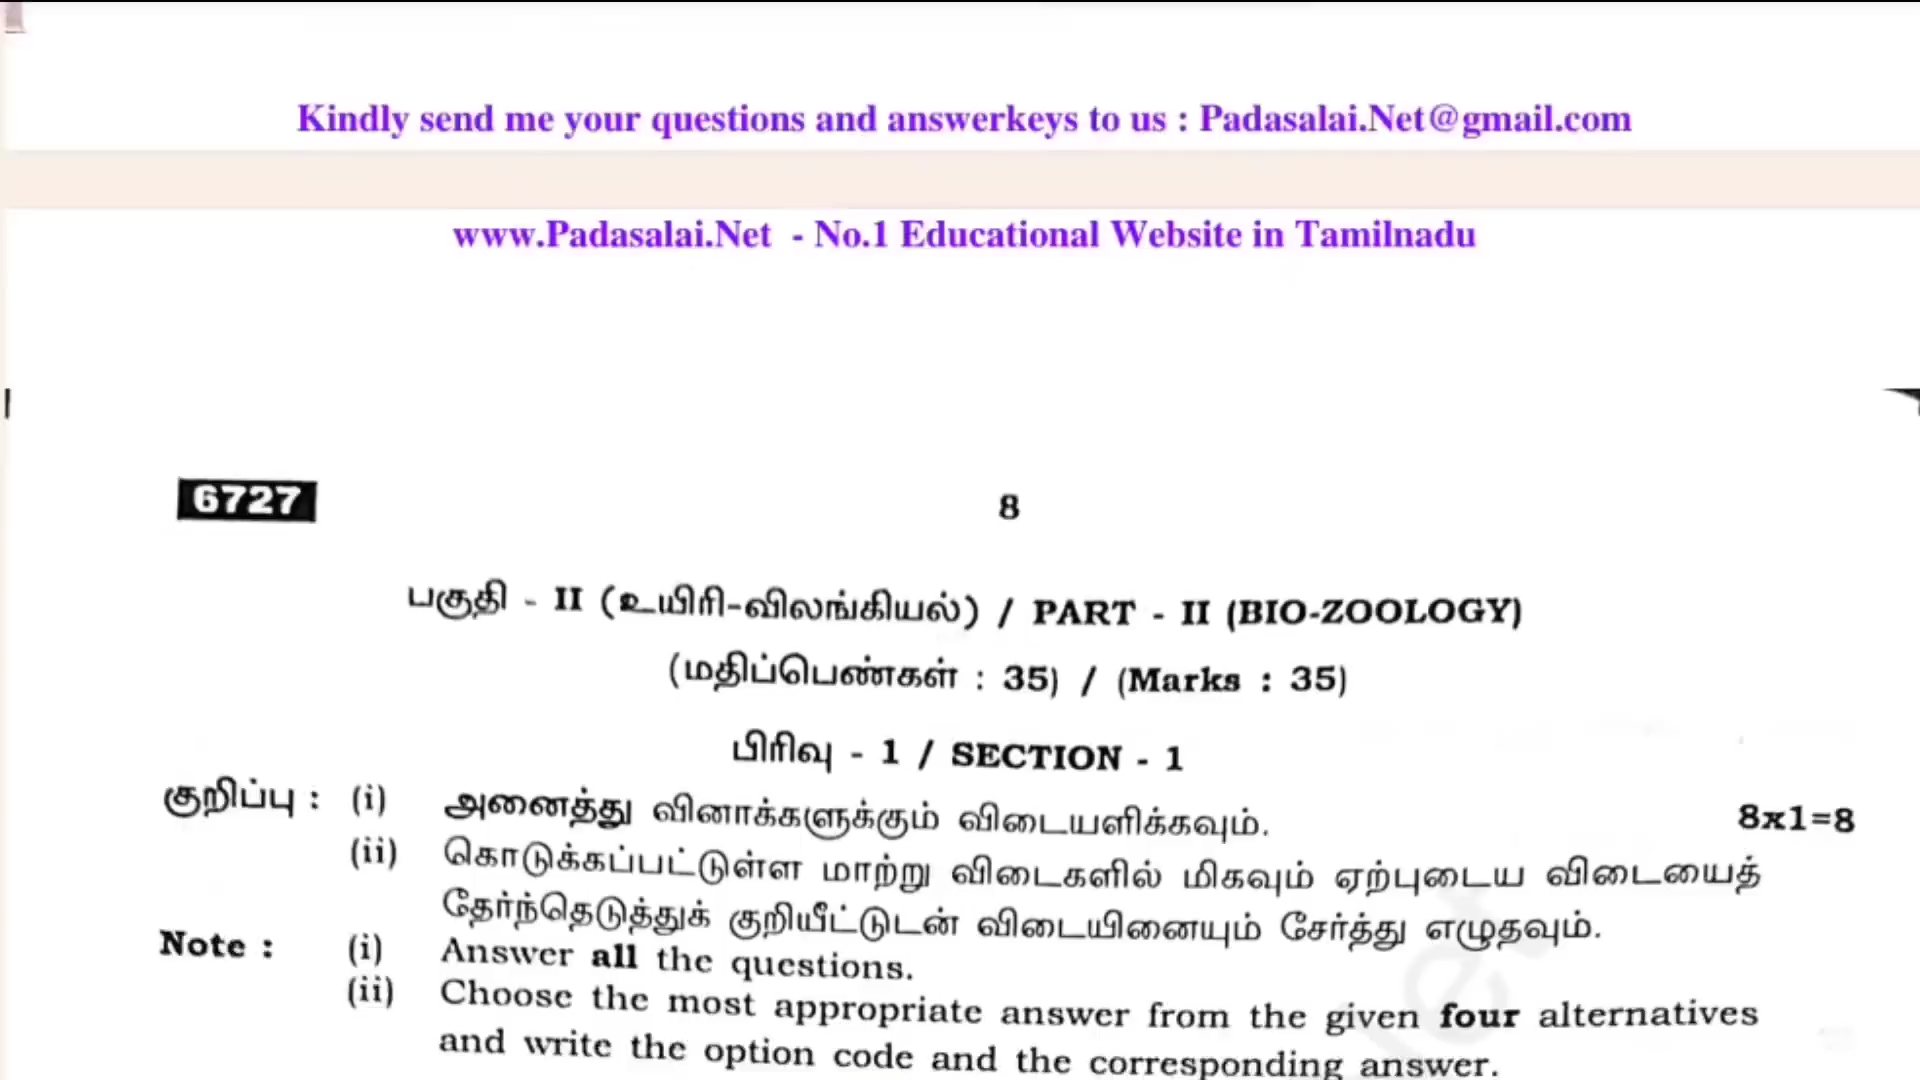 Kindly send me your questions and answerkeys to us : Padasalai.Net@gmail.com
www.Padasalai.Net - No.1 Educational Website in Tamilnadu
6727 8
பகுதி - II (உயிரி-விலங்கியல்) / PART - II (BIO-ZOOLOGY)
(மதிப்பெண்கள் : 35) / (Marks : 35)
பிரிவு - 1 / SECTION - 1
குறிப்பு : (i) அனைத்து வினாக்களுக்கும் விடையளிக்கவும். 8x1=8
(ii) கொடுக்கப்பட்டுள்ள மாற்று விடைகளில் மிகவும் ஏற்புடைய விடையைத்
தேர்ந்தெடுத்துக் குறியீட்டுடன் விடையினையும் சேர்த்து எழுதவும்.
Note : (i) Answer all the questions.
(ii) Choose the most appropriate answer from the given four alternatives
and write the option code and the corresponding answer.